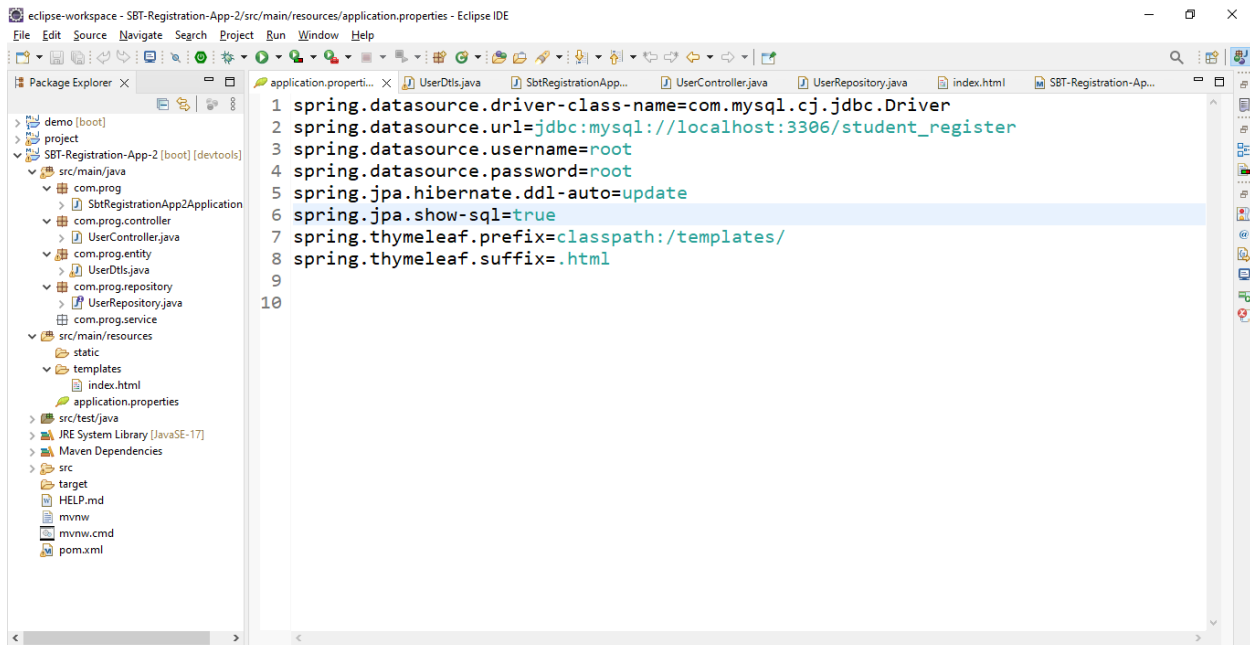 eclipse-workspace - SBT-Registration-App-2/src/main/resources/application.properties - Eclipse IDE
File Edit Source Navigate Search Project Run Window Help
Package Explorer
application.properti... UserDtls.java SbtRegistrationApp... UserController.java UserRepository.java index.html SBT-Registration-Ap...
demo [boot]
project
SBT-Registration-App-2 [boot] [devtools]
src/main/java
com.prog
SbtRegistrationApp2Application
com.prog.controller
UserController.java
com.prog.entity
UserDtls.java
com.prog.repository
UserRepository.java
com.prog.service
src/main/resources
static
templates
index.html
application.properties
src/test/java
JRE System Library [JavaSE-17]
Maven Dependencies
src
target
HELP.md
mvnw
mvnw.cmd
pom.xml
1 spring.datasource.driver-class-name=com.mysql.cj.jdbc.Driver
2 spring.datasource.url=jdbc:mysql://localhost:3306/student_register
3 spring.datasource.username=root
4 spring.datasource.password=root
5 spring.jpa.hibernate.ddl-auto=update
6 spring.jpa.show-sql=true
7 spring.thymeleaf.prefix=classpath:/templates/
8 spring.thymeleaf.suffix=.html
9
10